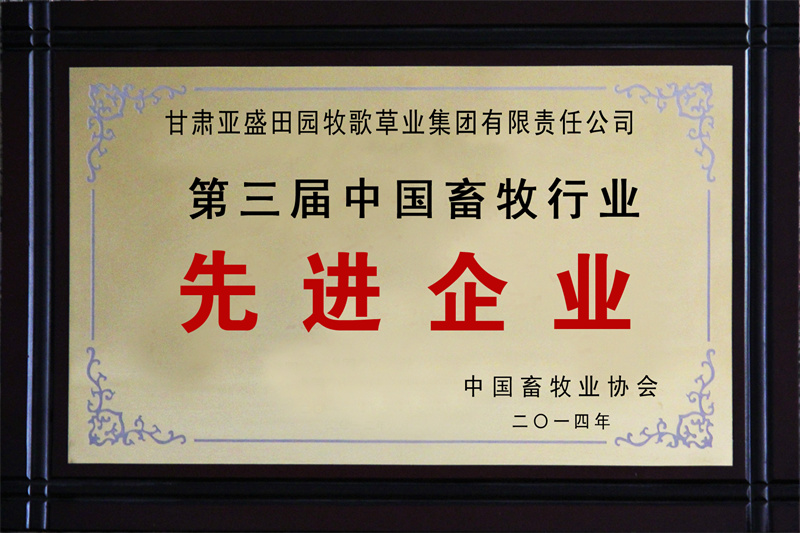 甘肃亚盛田园牧歌草业集团有限责任公司
第三届中国畜牧行业
先进企业
中国畜牧业协会
二〇一四年